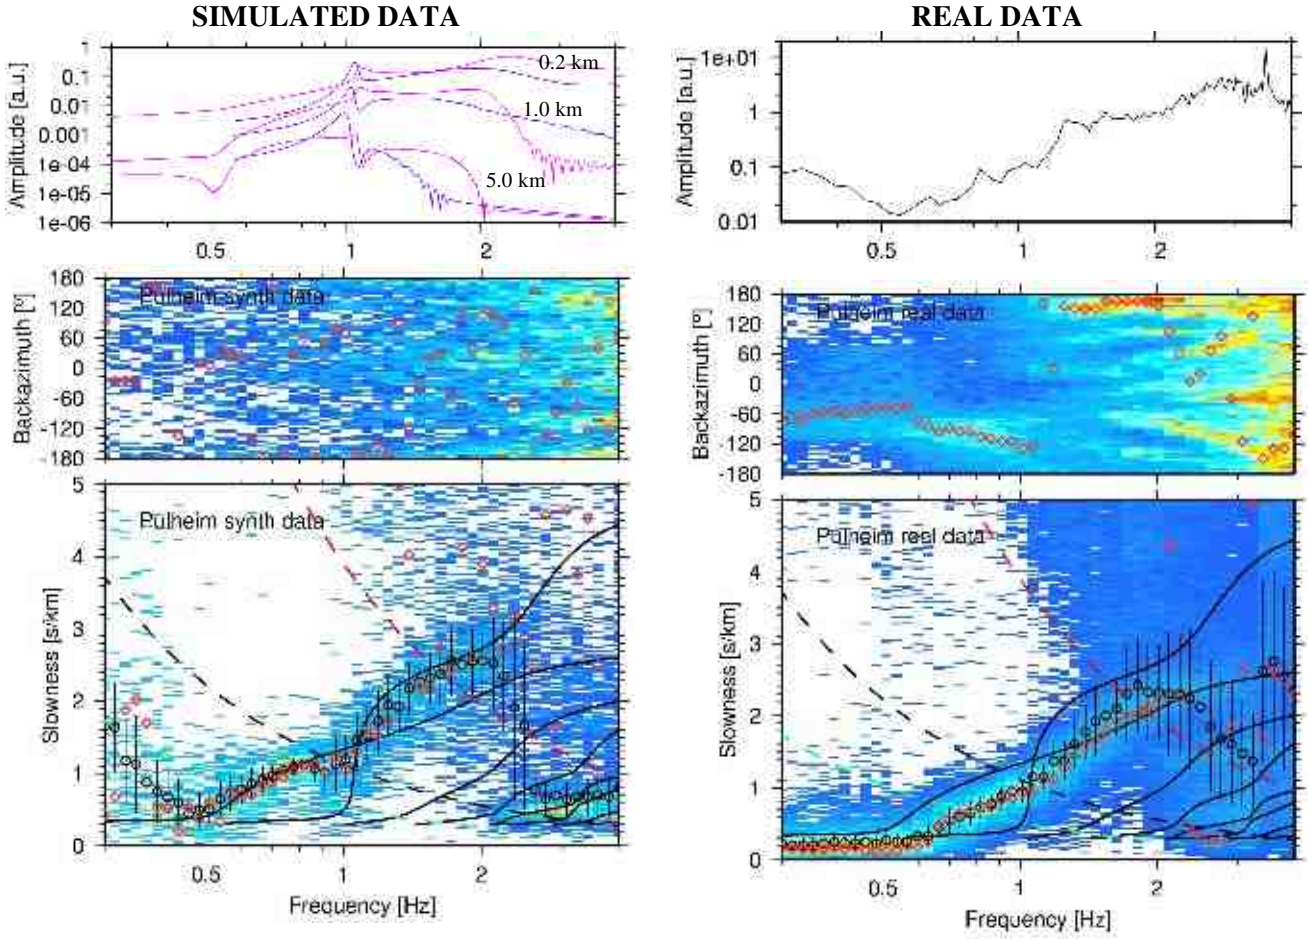 SIMULATED DATA
REAL DATA
Amplitude [a.u.]
1
0.1
0.01
0.001
1e-04
1e-05
1e-06
0.2 km
1.0 km
5.0 km
0.5 1 2
Amplitude [a.u.]
1e+01
1
0.1
0.01
0.5 1 2
Backazimuth [°]
180
120
60
0
-60
-120
-180
Pulheim synth data
Backazimuth [°]
180
120
60
0
-60
-120
-180
Pulheim real data
Slowness [s/km]
5
4
3
2
1
0
Pulheim synth data
0.5 1 2
Frequency [Hz]
Slowness [s/km]
5
4
3
2
1
0
Pulheim real data
0.5 1 2
Frequency [Hz]